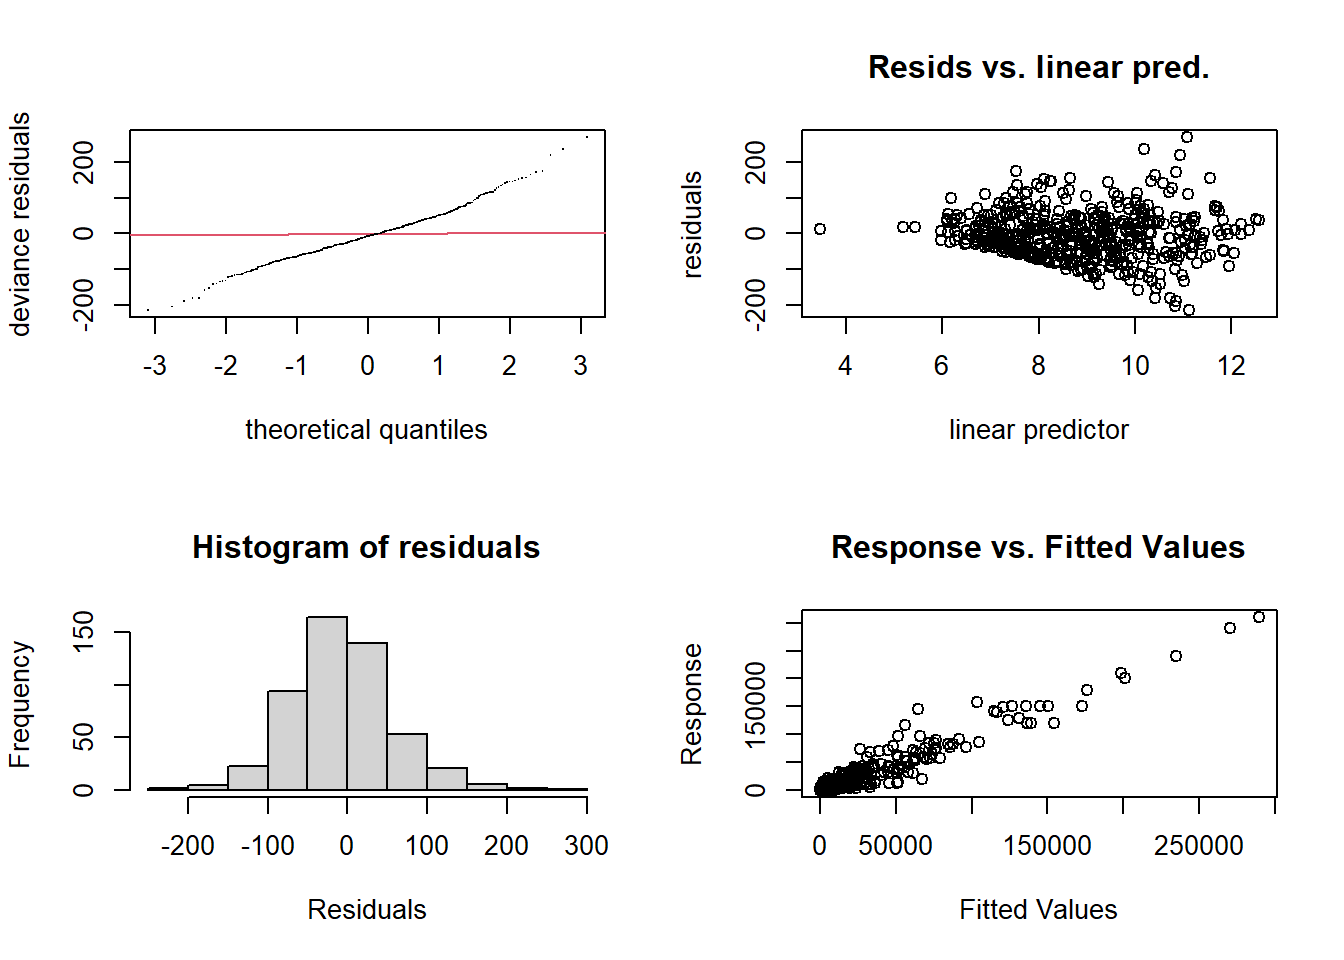 deviance residuals
200
0
-200
-3 -2 -1 0 1 2 3
theoretical quantiles
Resids vs. linear pred.
residuals
200
0
-200
4 6 8 10 12
linear predictor
Histogram of residuals
Frequency
150
50
0
-200 -100 0 100 200 300
Residuals
Response vs. Fitted Values
Response
150000
0
0 50000 150000 250000
Fitted Values